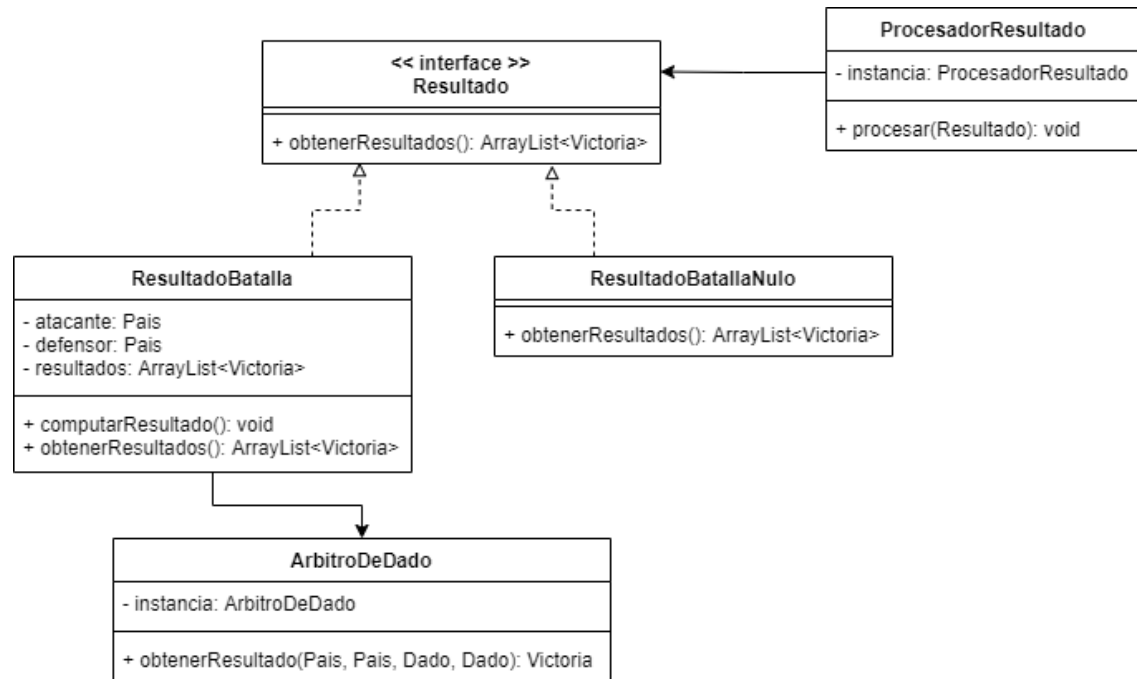 << interface >>
Resultado
+ obtenerResultados(): ArrayList<Victoria>
ProcesadorResultado
- instancia: ProcesadorResultado
+ procesar(Resultado): void
ResultadoBatalla
- atacante: Pais
- defensor: Pais
- resultados: ArrayList<Victoria>
+ computarResultado(): void
+ obtenerResultados(): ArrayList<Victoria>
ResultadoBatallaNulo
+ obtenerResultados(): ArrayList<Victoria>
ArbitroDeDado
- instancia: ArbitroDeDado
+ obtenerResultado(Pais, Pais, Dado, Dado): Victoria